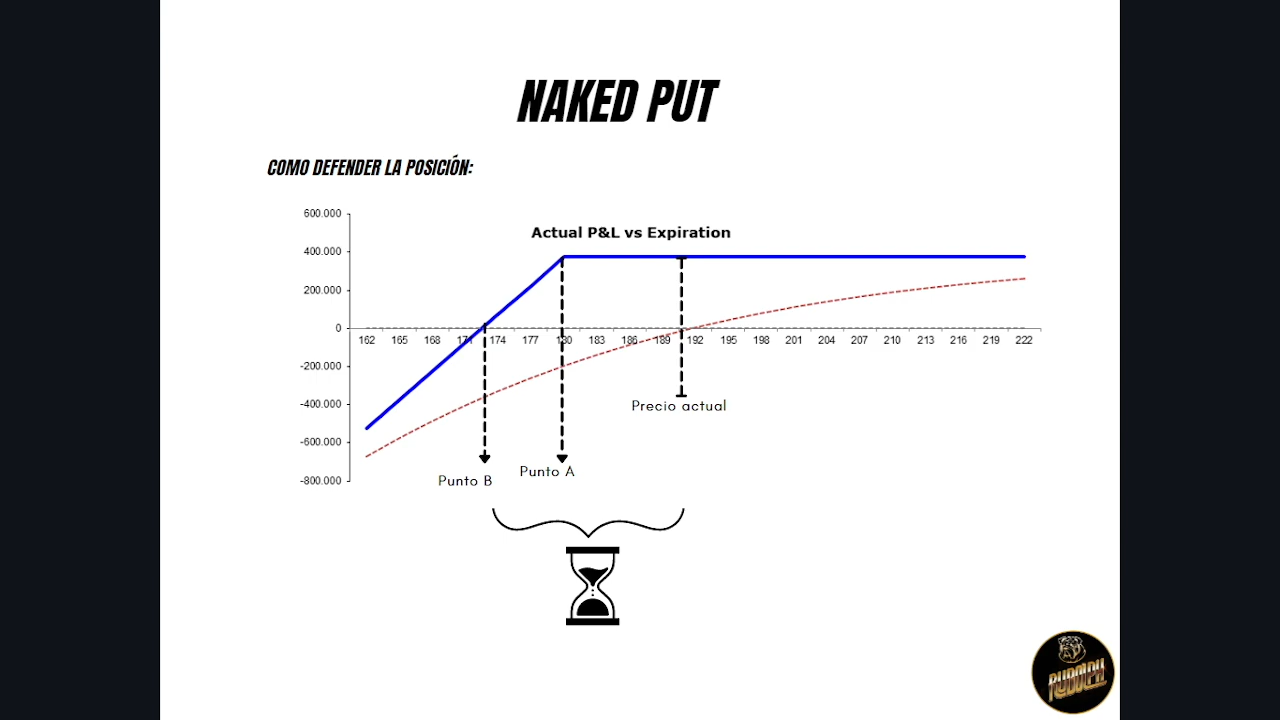 NAKED PUT
COMO DEFENDER LA POSICIÓN:
Actual P&L vs Expiration
600.000
400.000
200.000
0
-200.000
-400.000
-600.000
-800.000
162 165 168 171 174 177 180 183 186 189 192 195 198 201 204 207 210 213 216 219 222
Precio actual
Punto A
Punto B
RUDOLPH